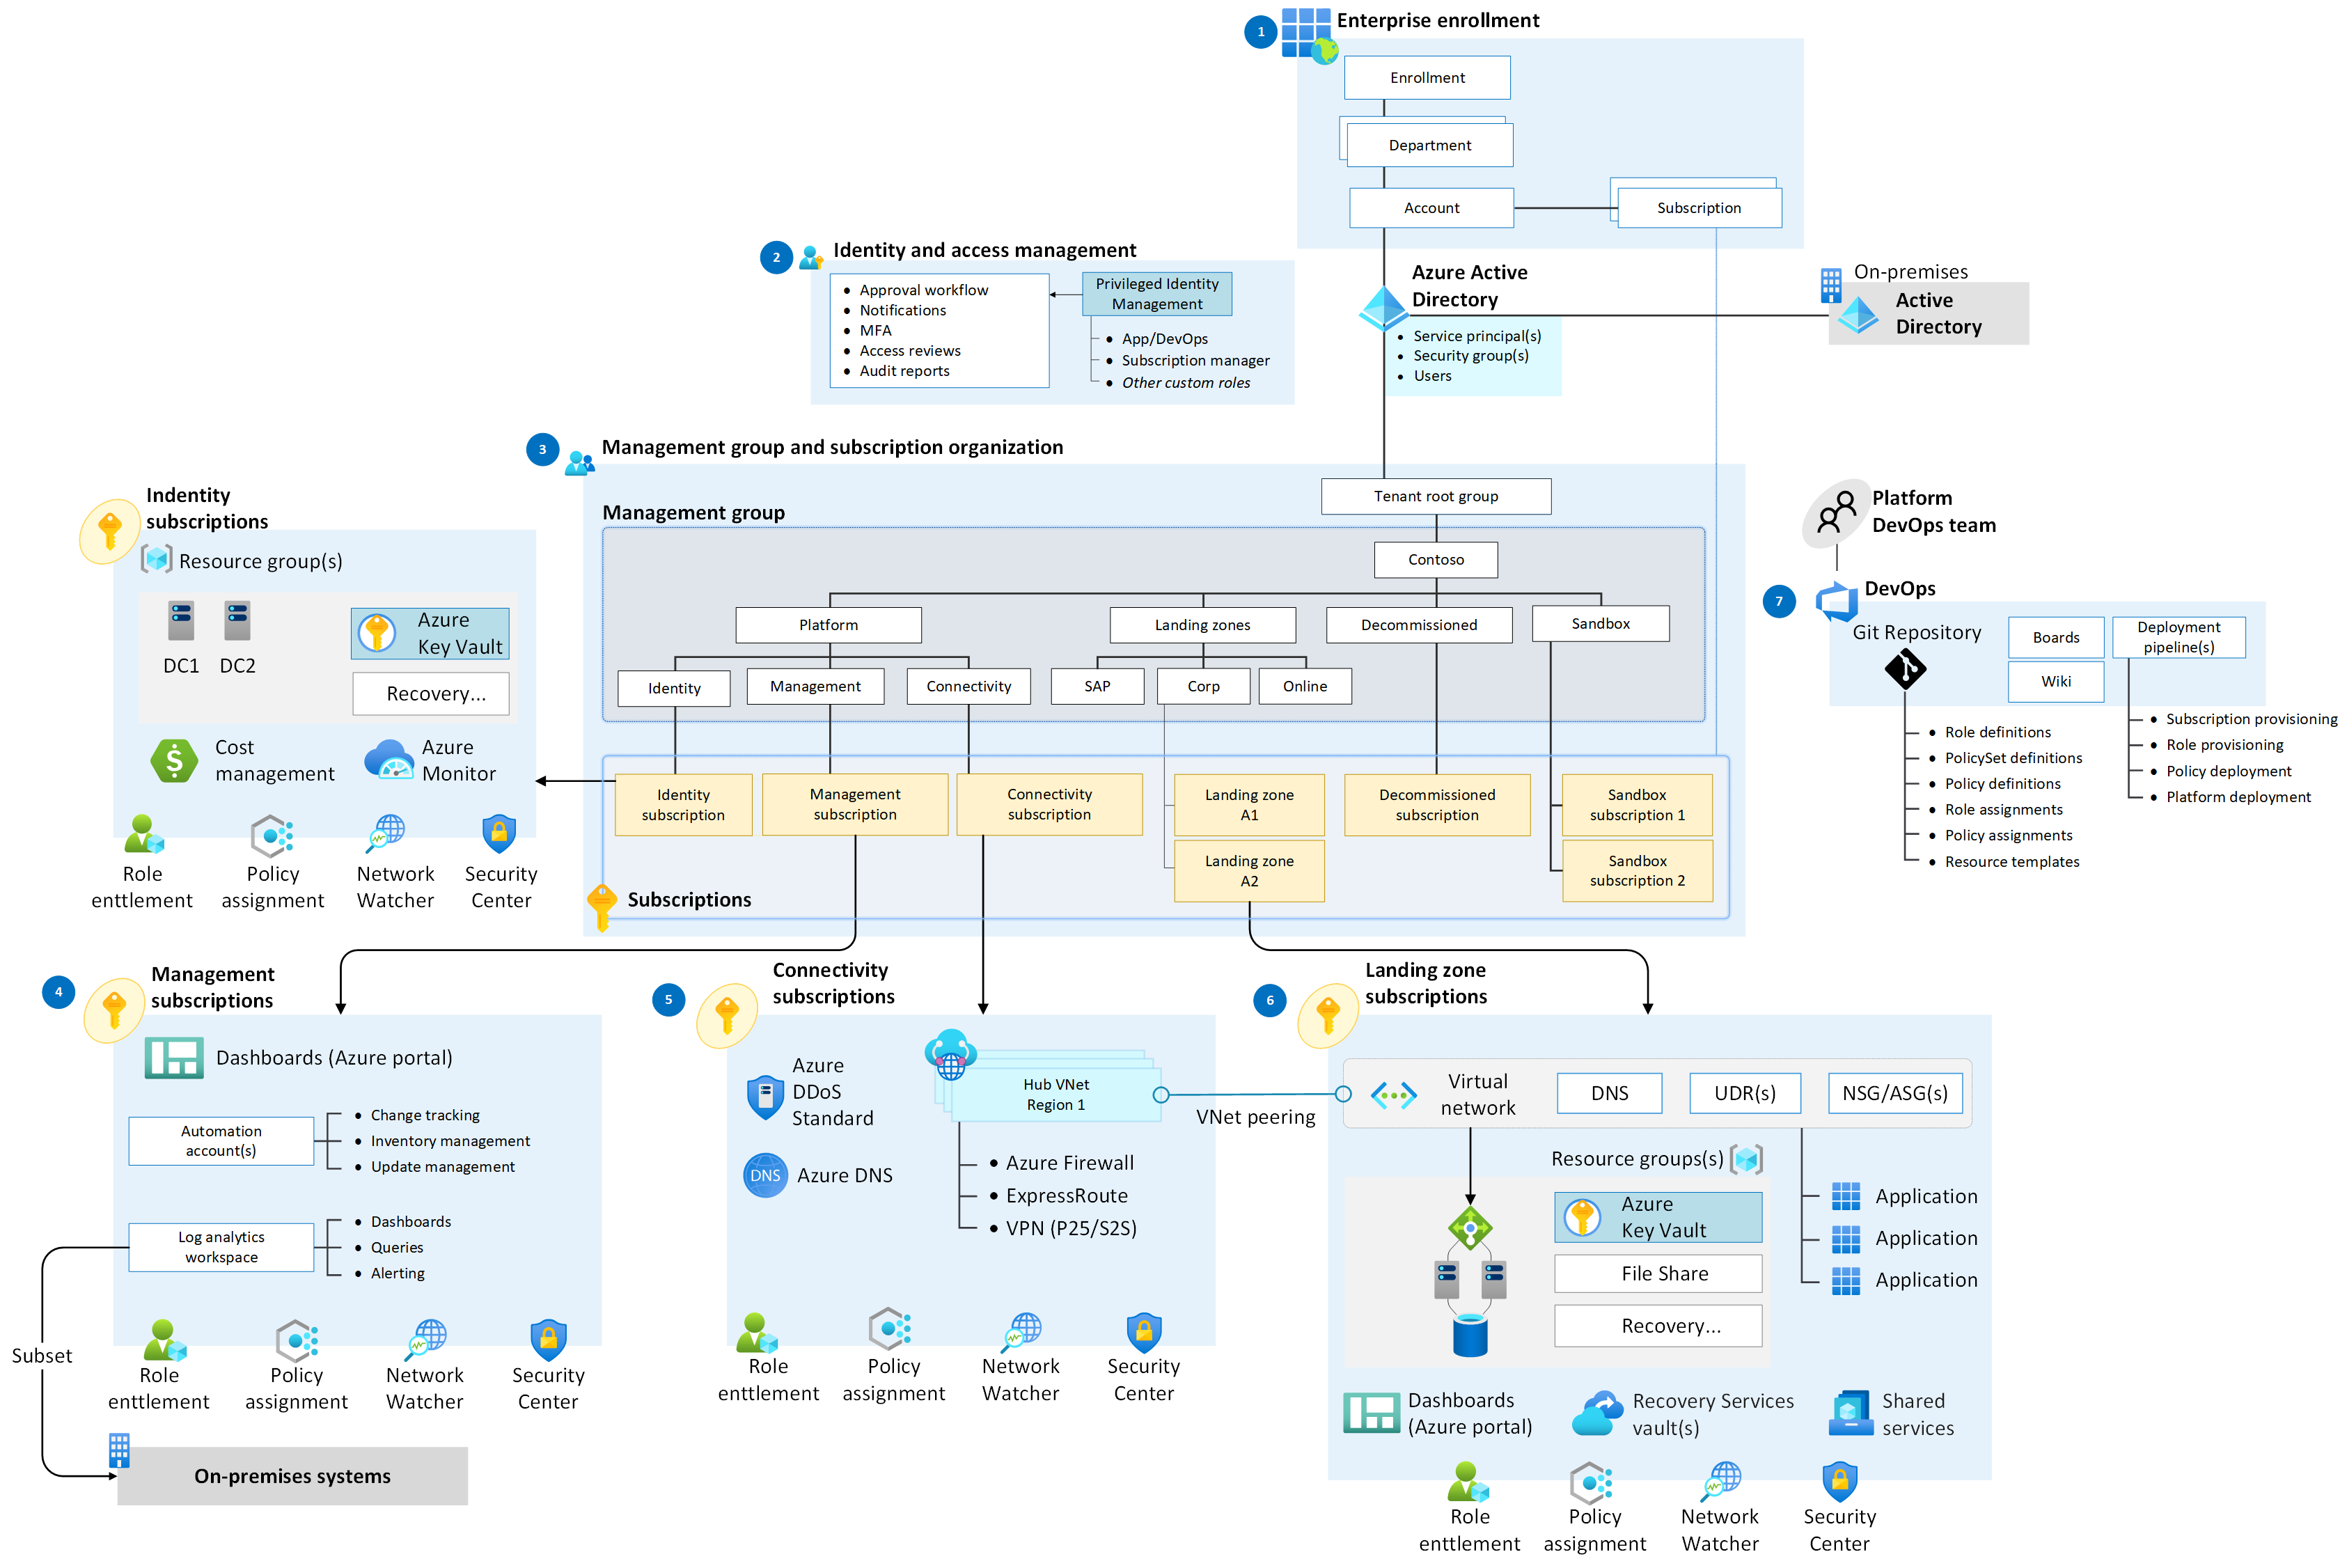 1
Enterprise enrollment
Enrollment
Department
Account
Subscription
2
Identity and access management
Approval workflow
Notifications
MFA
Access reviews
Audit reports
Privileged Identity
Management
App/DevOps
Subscription manager
Other custom roles
Azure Active
Directory
Service principal(s)
Security group(s)
Users
On-premises
Active
Directory
3
Management group and subscription organization
Tenant root group
Management group
Contoso
Platform
Landing zones
Decommissioned
Sandbox
Identity
Management
Connectivity
SAP
Corp
Online
Identity
subscription
Management
subscription
Connectivity
subscription
Landing zone
A1
Landing zone
A2
Decommissioned
subscription
Sandbox
subscription 1
Sandbox
subscription 2
Subscriptions
Indentity
subscriptions
Resource group(s)
DC1
DC2
Azure
Key Vault
Recovery...
Cost
management
Azure
Monitor
Role
enttlement
Policy
assignment
Network
Watcher
Security
Center
Platform
DevOps team
7
DevOps
Git Repository
Boards
Wiki
Deployment
pipeline(s)
Role definitions
PolicySet definitions
Policy definitions
Role assignments
Policy assignments
Resource templates
Subscription provisioning
Role provisioning
Policy deployment
Platform deployment
4
Management
subscriptions
Dashboards (Azure portal)
Automation
account(s)
Change tracking
Inventory management
Update management
Log analytics
workspace
Dashboards
Queries
Alerting
Subset
Role
enttlement
Policy
assignment
Network
Watcher
Security
Center
On-premises systems
5
Connectivity
subscriptions
Azure
DDoS
Standard
DNS
Azure DNS
Hub VNet
Region 1
Azure Firewall
ExpressRoute
VPN (P25/S2S)
VNet peering
Role
enttlement
Policy
assignment
Network
Watcher
Security
Center
6
Landing zone
subscriptions
Virtual
network
DNS
UDR(s)
NSG/ASG(s)
Resource groups(s)
Azure
Key Vault
File Share
Recovery...
Application
Application
Application
Dashboards
(Azure portal)
Recovery Services
vault(s)
Shared
services
Role
enttlement
Policy
assignment
Network
Watcher
Security
Center